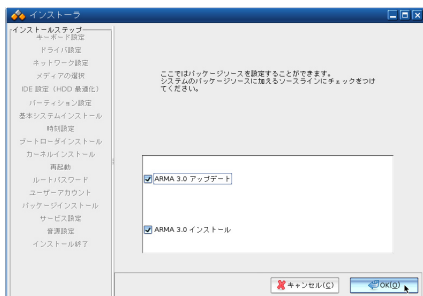 インストーラ
インストールステップ
キーボード設定
ドライバ設定
ネットワーク設定
メディアの選択
IDE 設定（HDD 最適化）
パーティション設定
基本システムインストール
時刻設定
ブートローダインストール
カーネルインストール
再起動
ルートパスワード
ユーザーアカウント
パッケージインストール
サービス設定
音源設定
インストール終了
ここではパッケージソースを設定することができます。
システムのパッケージソースに加えるソースラインにチェックをつけ
てください。
ARMA 3.0 アップデート
ARMA 3.0 インストール
キャンセル(C)
OK(O)